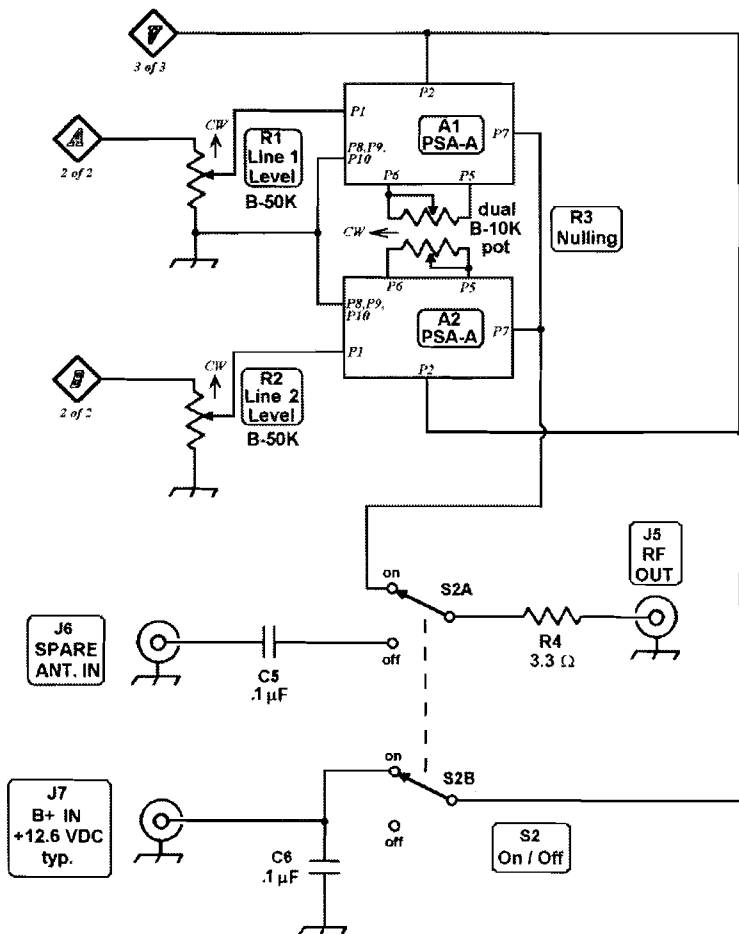 V
3 of 3
A
2 of 2
CW
R1
Line 1
Level
B-50K
P1
P2
A1
PSA-A
P7
P8,P9,
P10
P6
P5
dual
B-10K
pot
CW
R3
Nulling
P6
P5
P8,P9,
P10
A2
PSA-A
P7
P1
P2
B
2 of 2
CW
R2
Line 2
Level
B-50K
on
S2A
off
J5
RF
OUT
R4
3.3 Ω
J6
SPARE
ANT. IN
C5
.1 µF
on
S2B
off
J7
B+ IN
+12.6 VDC
typ.
C6
.1 µF
S2
On / Off